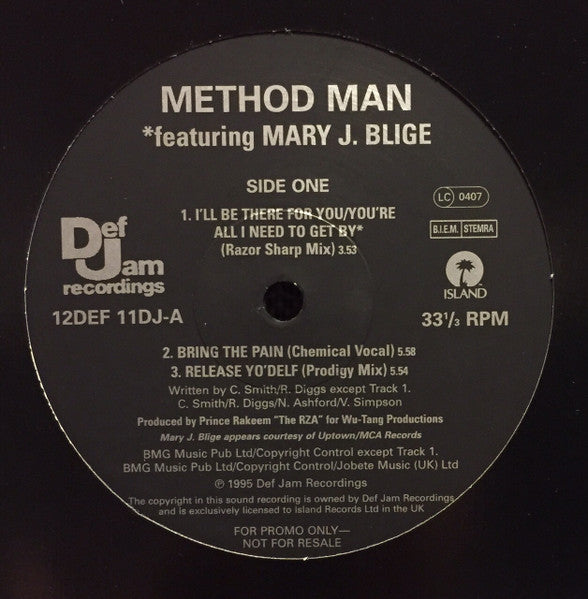 METHOD MAN
*featuring MARY J. BLIGE
SIDE ONE
LC 0407
1. I'LL BE THERE FOR YOU/YOU'RE
ALL I NEED TO GET BY*
(Razor Sharp Mix) 3.53
B.I.E.M. STEMRA
Def
Jam
recordings
ISLAND
12DEF 11DJ-A
33 1/3 RPM
2. BRING THE PAIN (Chemical Vocal) 5.58
3. RELEASE YO'DELF (Prodigy Mix) 5.54
Written by C. Smith/R. Diggs except Track 1.
C. Smith/R. Diggs/N. Ashford/V. Simpson
Produced by Prince Rakeem "The RZA" for Wu-Tang Productions
Mary J. Blige appears courtesy of Uptown/MCA Records
BMG Music Pub Ltd/Copyright Control except Track 1.
BMG Music Pub Ltd/Copyright Control/Jobete Music (UK) Ltd
℗ 1995 Def Jam Recordings
The copyright in this sound recording is owned by Def Jam Recordings
and is exclusively licensed to Island Records Ltd in the UK
FOR PROMO ONLY—
NOT FOR RESALE